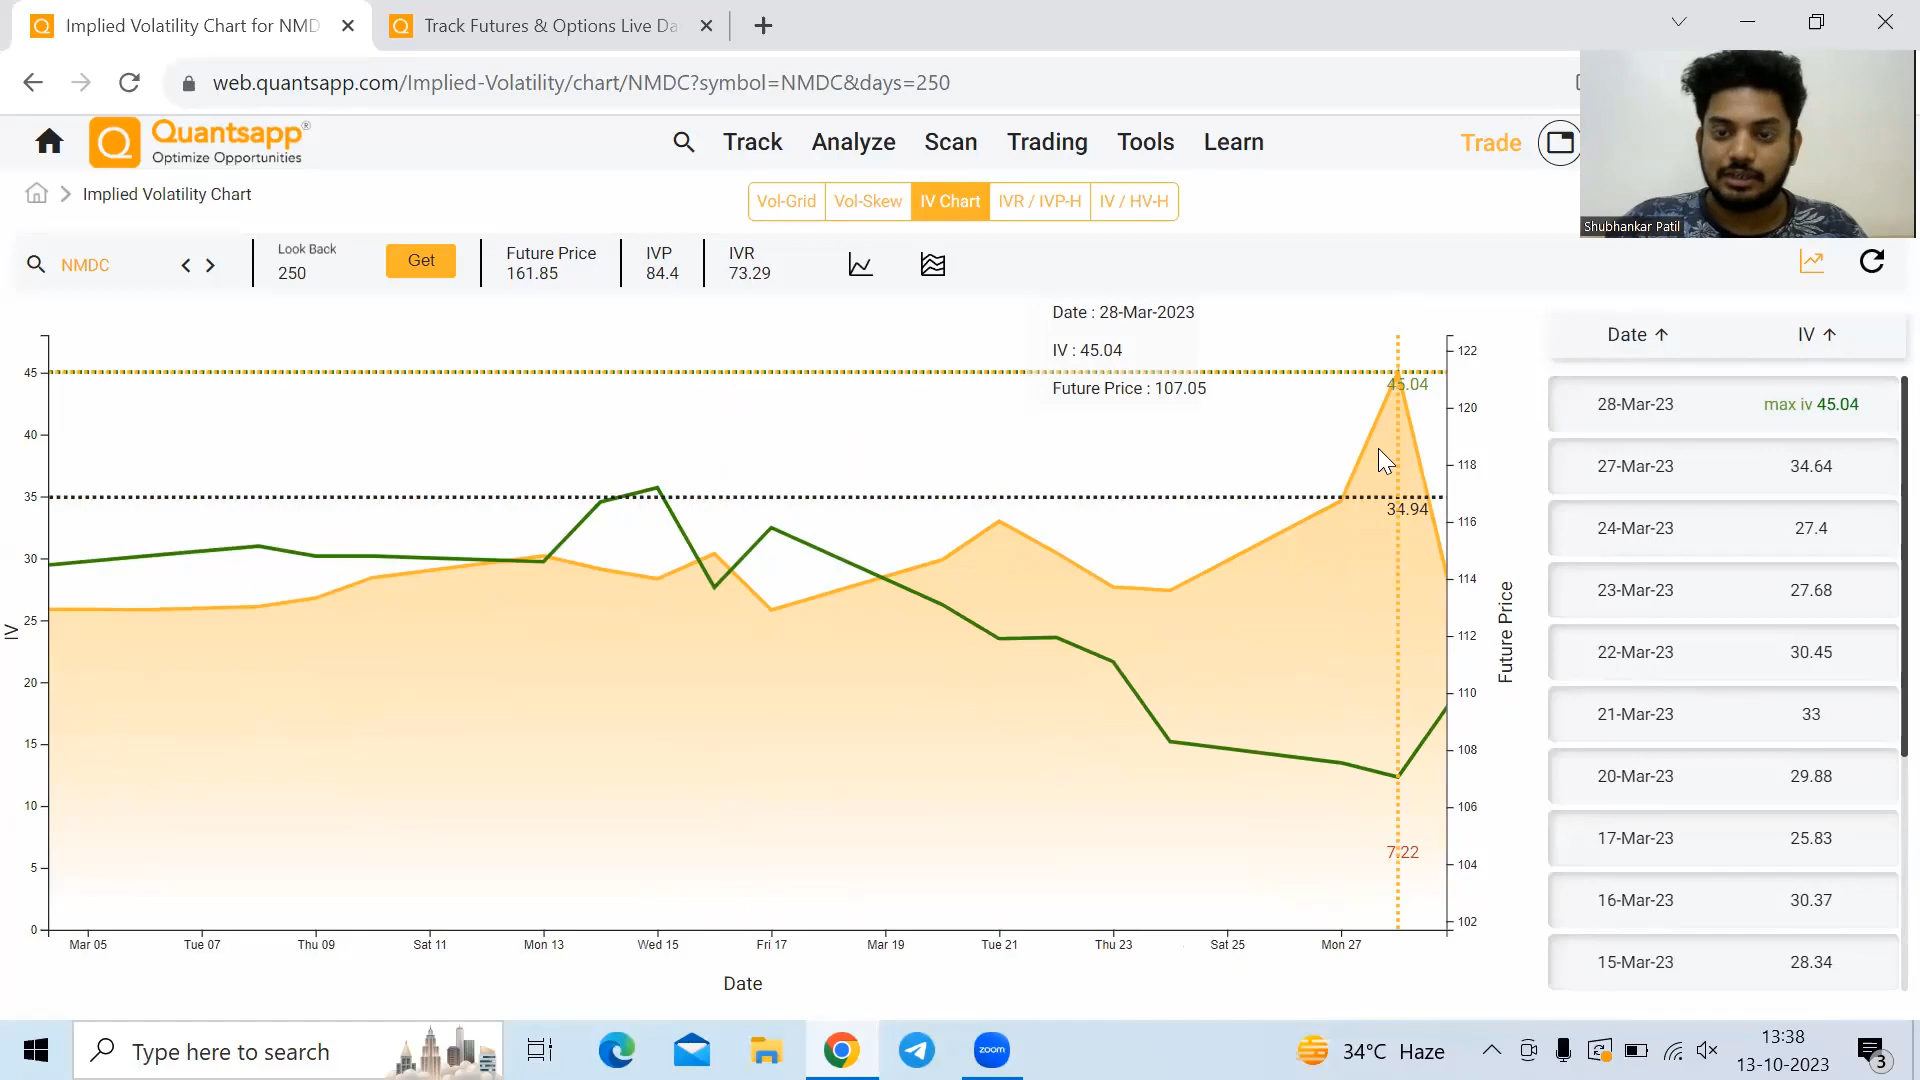 Implied Volatility Chart for NMD
Track Futures & Options Live Da
web.quantsapp.com/Implied-Volatility/chart/NMDC?symbol=NMDC&days=250
Quantsapp®
Optimize Opportunities
Track
Analyze
Scan
Trading
Tools
Learn
Trade
Implied Volatility Chart
Vol-Grid
Vol-Skew
IV Chart
IVR / IVP-H
IV / HV-H
Shubhankar Patil
NMDC
Look Back
250
Get
Future Price
161.85
IVP
84.4
IVR
73.29
Date : 28-Mar-2023
IV : 45.04
Future Price : 107.05
45
40
35
30
25
20
15
10
5
0
IV
45.04
34.94
7.22
122
120
118
116
114
112
110
108
106
104
102
Future Price
Mar 05
Tue 07
Thu 09
Sat 11
Mon 13
Wed 15
Fri 17
Mar 19
Tue 21
Thu 23
Sat 25
Mon 27
Date
Date ↑ IV ↑
28-Mar-23 max iv 45.04
27-Mar-23 34.64
24-Mar-23 27.4
23-Mar-23 27.68
22-Mar-23 30.45
21-Mar-23 33
20-Mar-23 29.88
17-Mar-23 25.83
16-Mar-23 30.37
15-Mar-23 28.34
Type here to search
zoom
34°C Haze
13:38
13-10-2023
3